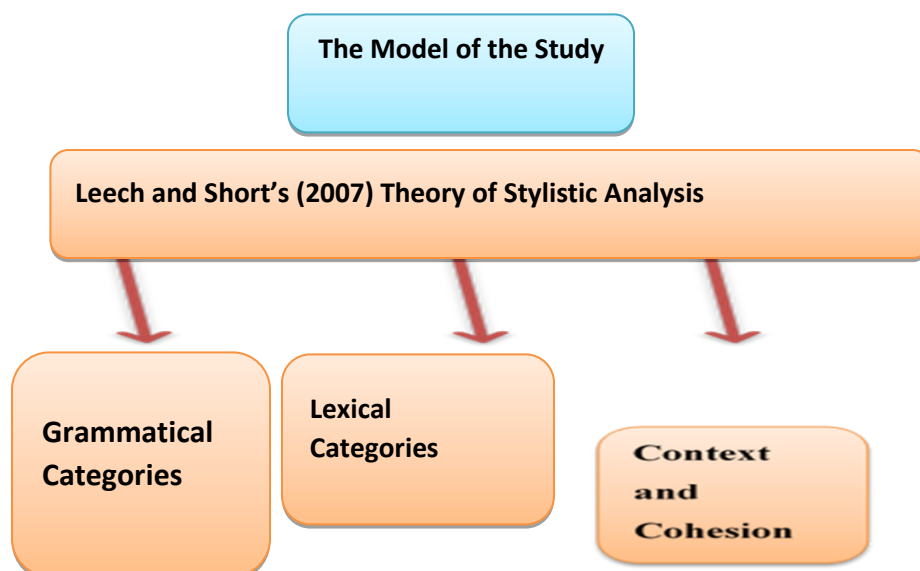 The Model of the Study
Leech and Short’s (2007) Theory of Stylistic Analysis
Grammatical
Categories
Lexical
Categories
Context
and
Cohesion